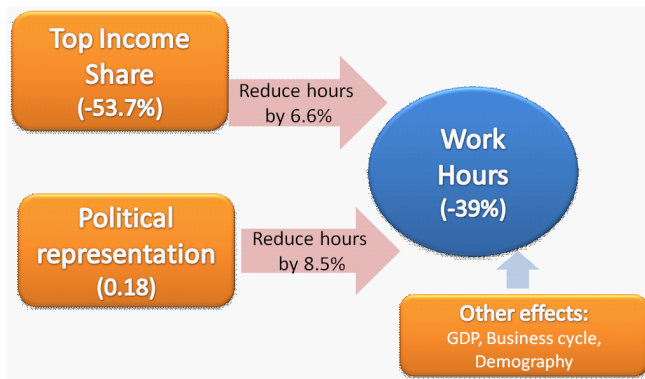 Top Income
Share
(-53.7%)
Reduce hours
by 6.6%
Work
Hours
(-39%)
Political
representation
(0.18)
Reduce hours
by 8.5%
Other effects:
GDP, Business cycle,
Demography